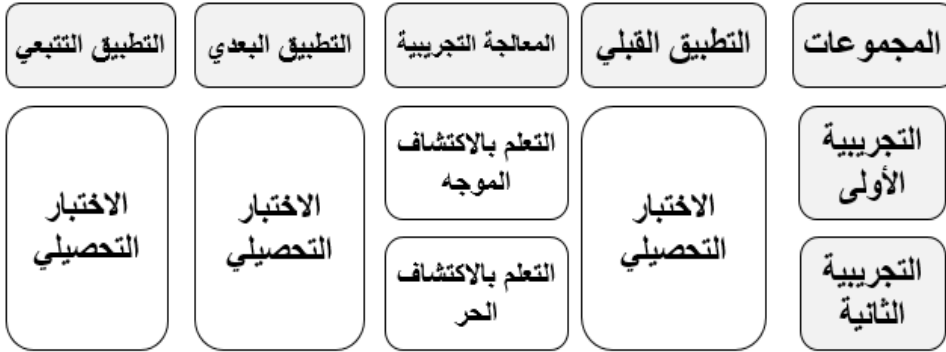 المجموعات
التطبيق القبلي
المعالجة التجريبية
التطبيق البعدي
التطبيق التتبعي
التجريبية
الأولى
الاختبار
التحصيلي
التعلم بالاكتشاف
الموجه
الاختبار
التحصيلي
الاختبار
التحصيلي
التجريبية
الثانية
التعلم بالاكتشاف
الحر